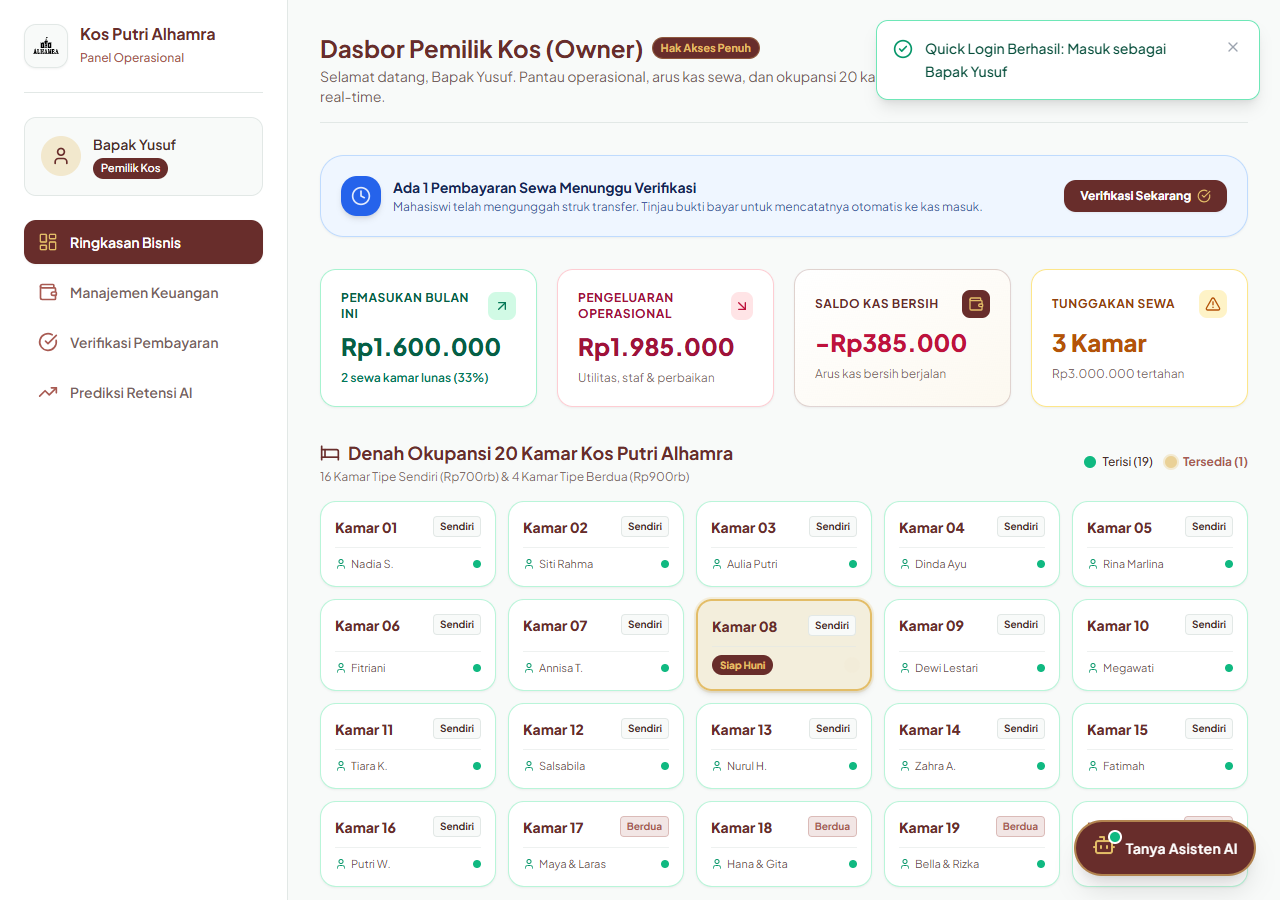 ALHAMRA
Kos Putri Alhamra
Panel Operasional
Bapak Yusuf
Pemilik Kos
Ringkasan Bisnis
Manajemen Keuangan
Verifikasi Pembayaran
Prediksi Retensi AI
Dasbor Pemilik Kos (Owner)
Hak Akses Penuh
Selamat datang, Bapak Yusuf. Pantau operasional, arus kas sewa, dan okupansi 20 ka
real-time.
Quick Login Berhasil: Masuk sebagai
Bapak Yusuf
Ada 1 Pembayaran Sewa Menunggu Verifikasi
Mahasiswi telah mengunggah struk transfer. Tinjau bukti bayar untuk mencatatnya otomatis ke kas masuk.
Verifikasi Sekarang
PEMASUKAN BULAN
INI
Rp1.600.000
2 sewa kamar lunas (33%)
PENGELUARAN
OPERASIONAL
Rp1.985.000
Utilitas, staf & perbaikan
SALDO KAS BERSIH
-Rp385.000
Arus kas bersih berjalan
TUNGGAKAN SEWA
3 Kamar
Rp3.000.000 tertahan
Denah Okupansi 20 Kamar Kos Putri Alhamra
16 Kamar Tipe Sendiri (Rp700rb) & 4 Kamar Tipe Berdua (Rp900rb)
Terisi (19)
Tersedia (1)
Kamar 01 Sendiri
Nadia S.
Kamar 02 Sendiri
Siti Rahma
Kamar 03 Sendiri
Aulia Putri
Kamar 04 Sendiri
Dinda Ayu
Kamar 05 Sendiri
Rina Marlina
Kamar 06 Sendiri
Fitriani
Kamar 07 Sendiri
Annisa T.
Kamar 08 Sendiri
Siap Huni
Kamar 09 Sendiri
Dewi Lestari
Kamar 10 Sendiri
Megawati
Kamar 11 Sendiri
Tiara K.
Kamar 12 Sendiri
Salsabila
Kamar 13 Sendiri
Nurul H.
Kamar 14 Sendiri
Zahra A.
Kamar 15 Sendiri
Fatimah
Kamar 16 Sendiri
Putri W.
Kamar 17 Berdua
Maya & Laras
Kamar 18 Berdua
Hana & Gita
Kamar 19 Berdua
Bella & Rizka
Tanya Asisten AI